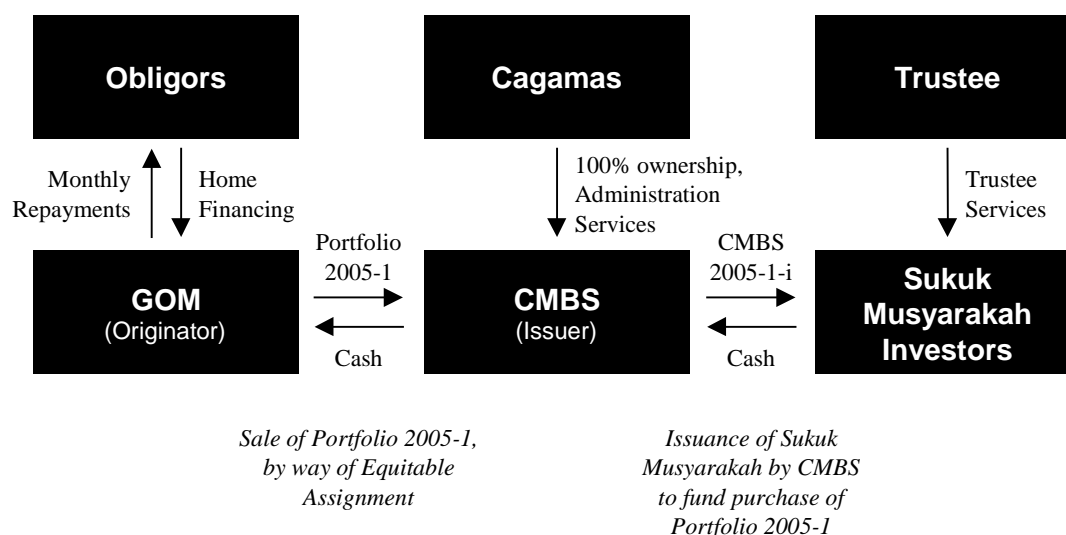 Obligors
Cagamas
Trustee
Monthly
Repayments
Home
Financing
100% ownership,
Administration
Services
Trustee
Services
GOM
(Originator)
Portfolio
2005-1
Cash
CMBS
(Issuer)
CMBS
2005-1-i
Cash
Sukuk
Musyarakah
Investors
Sale of Portfolio 2005-1,
by way of Equitable
Assignment
Issuance of Sukuk
Musyarakah by CMBS
to fund purchase of
Portfolio 2005-1